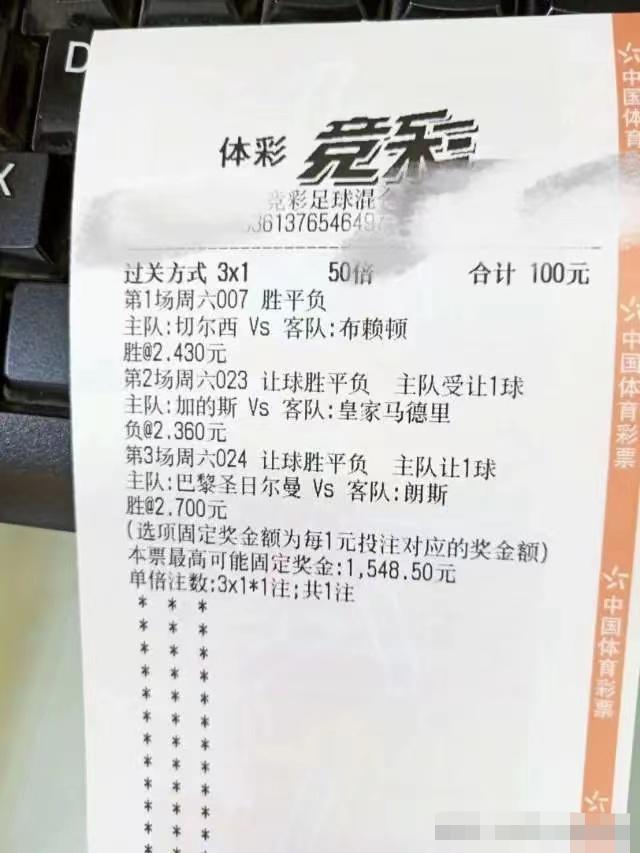 体彩 竞彩
竞彩足球混
361376546497
过关方式 3x1 50倍 合计 100元
第1场周六007 胜平负
主队:切尔西 Vs 客队:布赖顿
胜@2.430元
第2场周六023 让球胜平负 主队受让1球
主队:加的斯 Vs 客队:皇家马德里
负@2.360元
第3场周六024 让球胜平负 主队让1球
主队:巴黎圣日尔曼 Vs 客队:朗斯
胜@2.700元
(选项固定奖金额为每1元投注对应的奖金额)
本票最高可能固定奖金:1,548.50元
单倍注数:3x1*1注;共1注
* * *
* * *
* * *
* * *
* * *
* * *
* * *
* * *
* * *
* * *
* * *
中国体育
中国体育彩票
中国体育彩票
D